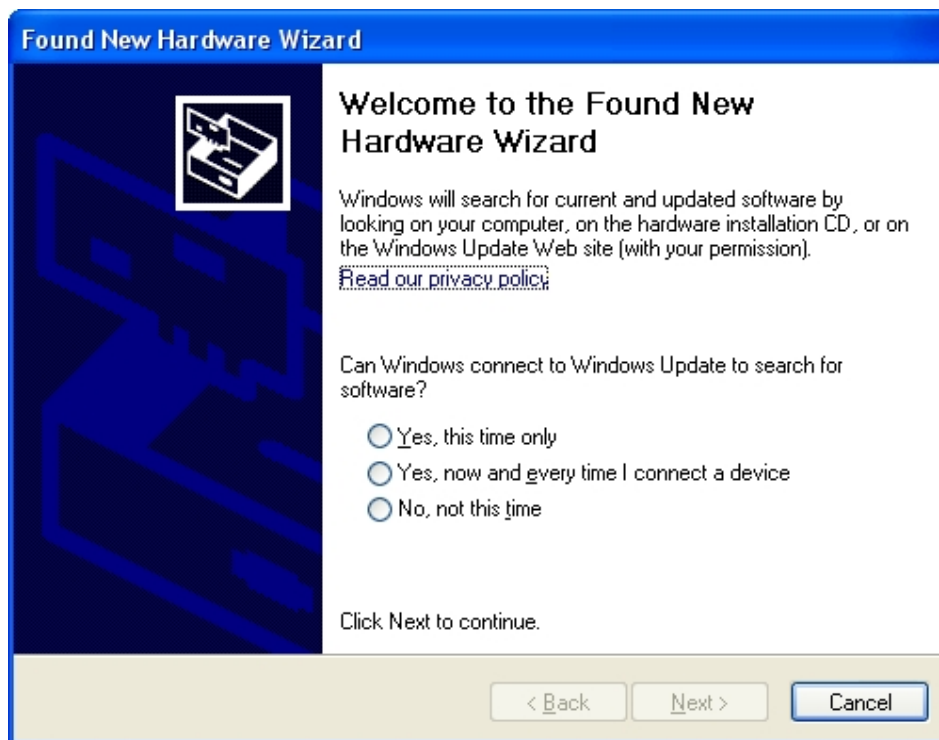 Found New Hardware Wizard
Welcome to the Found New
Hardware Wizard
Windows will search for current and updated software by
looking on your computer, on the hardware installation CD, or on
the Windows Update Web site (with your permission).
Read our privacy policy
Can Windows connect to Windows Update to search for
software?
Yes, this time only
Yes, now and every time I connect a device
No, not this time
Click Next to continue.
< Back
Next >
Cancel